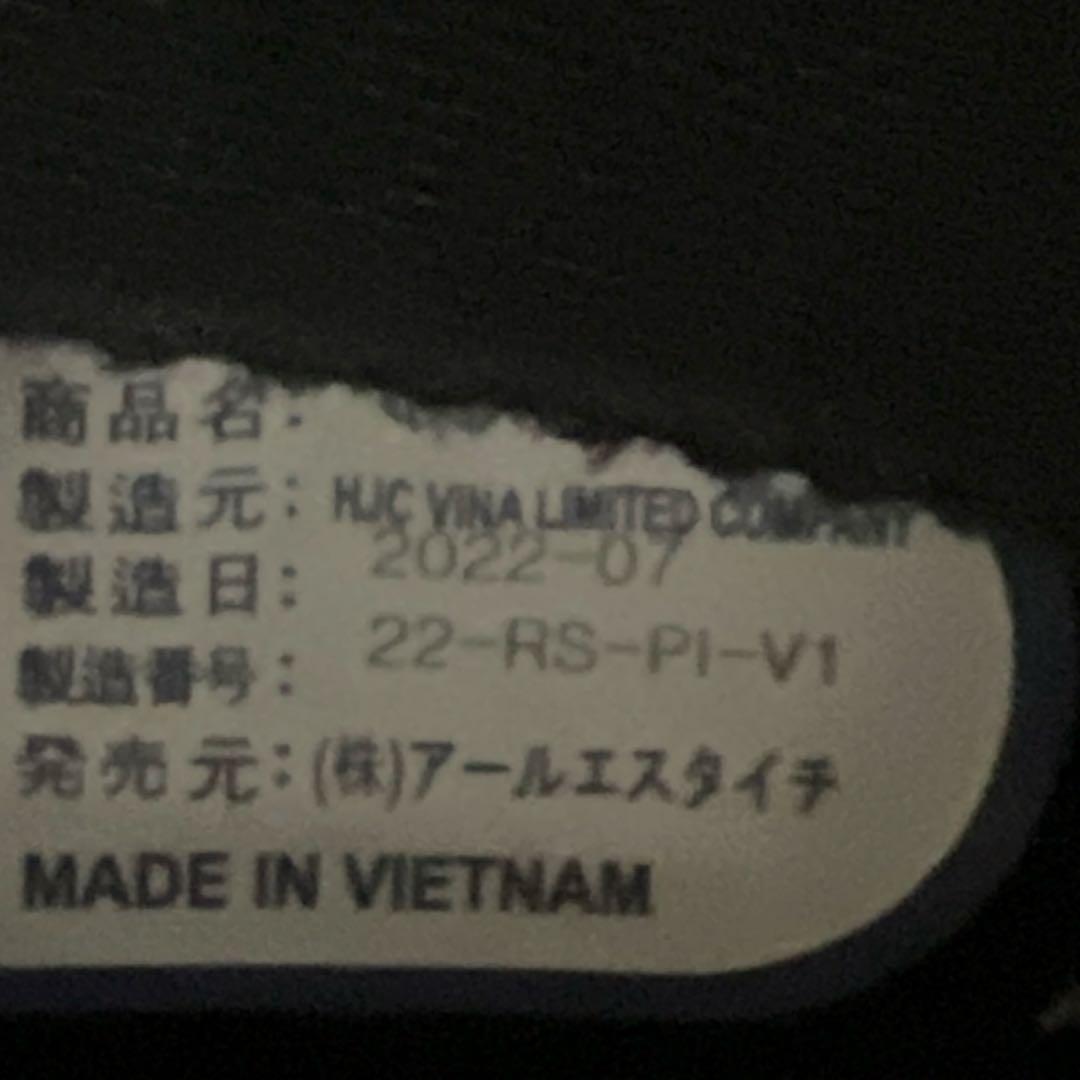 商品名:
製造元: HJC VINA LIMITED COMPANY
製造日: 2022-07
製造番号: 22-RS-PI-V1
発売元: (株)アールエスタイチ
MADE IN VIETNAM